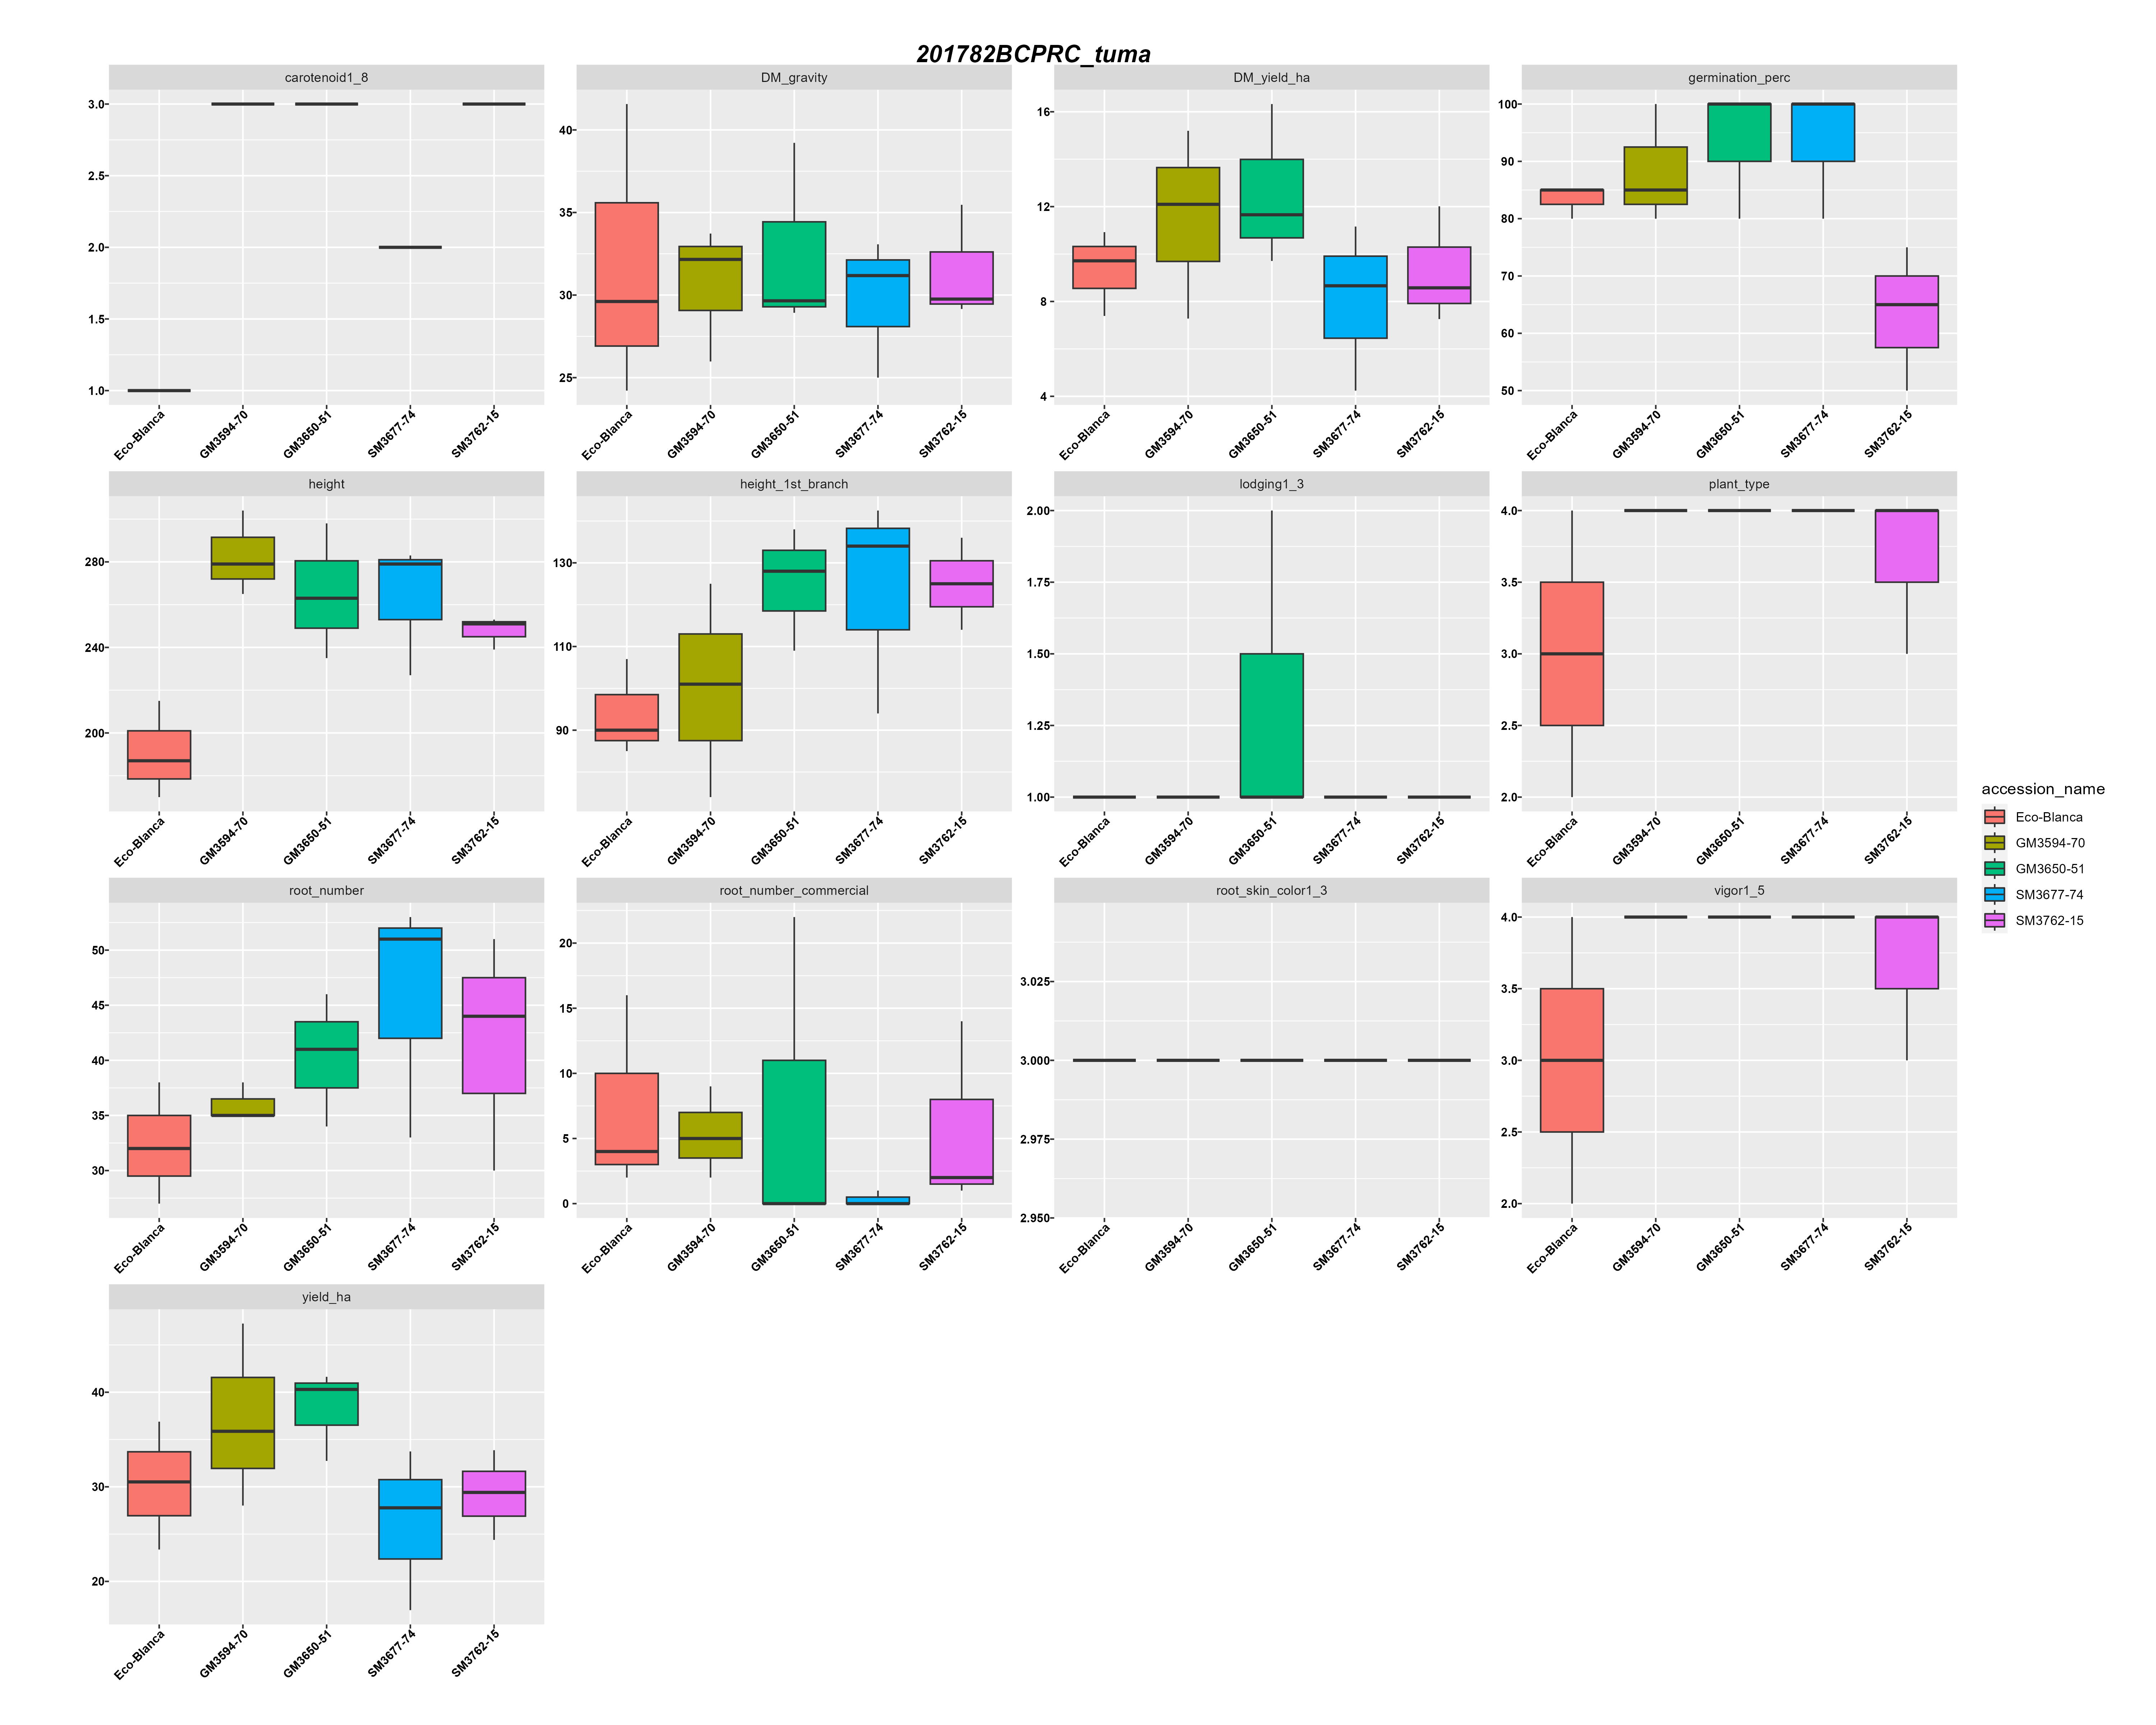 201782BCPRC_tuma
carotenoid1_8
DM_gravity
DM_yield_ha
germination_perc
3.0
2.5
2.0
1.5
1.0
40
35
30
25
16
12
8
4
100
90
80
70
60
50
Eco-Blanca
GM3594-70
GM3650-51
SM3677-74
SM3762-15
Eco-Blanca
GM3594-70
GM3650-51
SM3677-74
SM3762-15
Eco-Blanca
GM3594-70
GM3650-51
SM3677-74
SM3762-15
Eco-Blanca
GM3594-70
GM3650-51
SM3677-74
SM3762-15
height
height_1st_branch
lodging1_3
plant_type
280
240
200
130
110
90
2.00
1.75
1.50
1.25
1.00
4.0
3.5
3.0
2.5
2.0
Eco-Blanca
GM3594-70
GM3650-51
SM3677-74
SM3762-15
Eco-Blanca
GM3594-70
GM3650-51
SM3677-74
SM3762-15
Eco-Blanca
GM3594-70
GM3650-51
SM3677-74
SM3762-15
Eco-Blanca
GM3594-70
GM3650-51
SM3677-74
SM3762-15
accession_name
Eco-Blanca
GM3594-70
GM3650-51
SM3677-74
SM3762-15
root_number
root_number_commercial
root_skin_color1_3
vigor1_5
50
45
40
35
30
20
15
10
5
0
3.025
3.000
2.975
2.950
4.0
3.5
3.0
2.5
2.0
Eco-Blanca
GM3594-70
GM3650-51
SM3677-74
SM3762-15
Eco-Blanca
GM3594-70
GM3650-51
SM3677-74
SM3762-15
Eco-Blanca
GM3594-70
GM3650-51
SM3677-74
SM3762-15
Eco-Blanca
GM3594-70
GM3650-51
SM3677-74
SM3762-15
yield_ha
40
30
20
Eco-Blanca
GM3594-70
GM3650-51
SM3677-74
SM3762-15